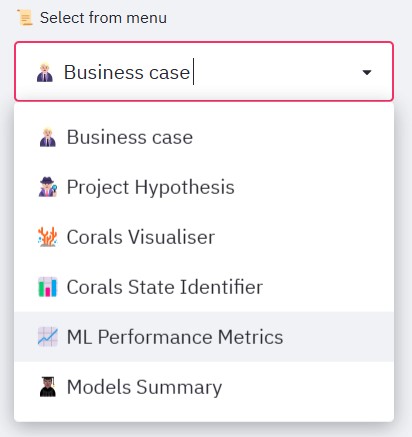 Select from menu
Business case
Business case
Project Hypothesis
Corals Visualiser
Corals State Identifier
ML Performance Metrics
Models Summary